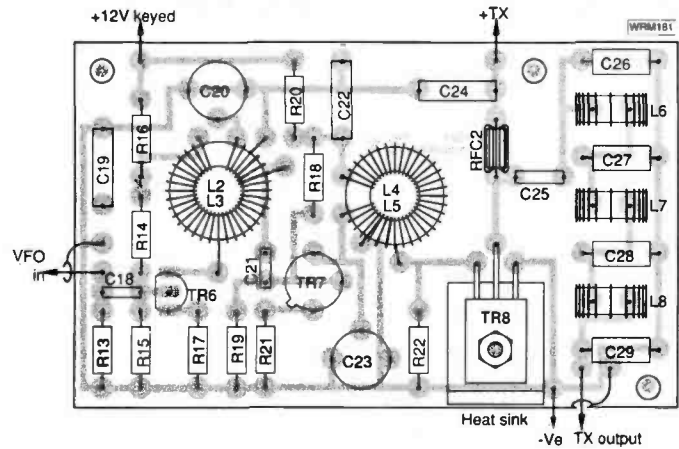 +12V keyed
+TX
WRM181
C26
C20
R20
C22
C24
L6
R16
C19
RFC2
C27
L2
L3
R18
L4
L5
C25
L7
R14
VFO
in
C21
C28
C18
TR6
TR7
TR8
L8
R13
R15
R17
R19
R21
C23
R22
C29
Heat sink
-Ve
TX output